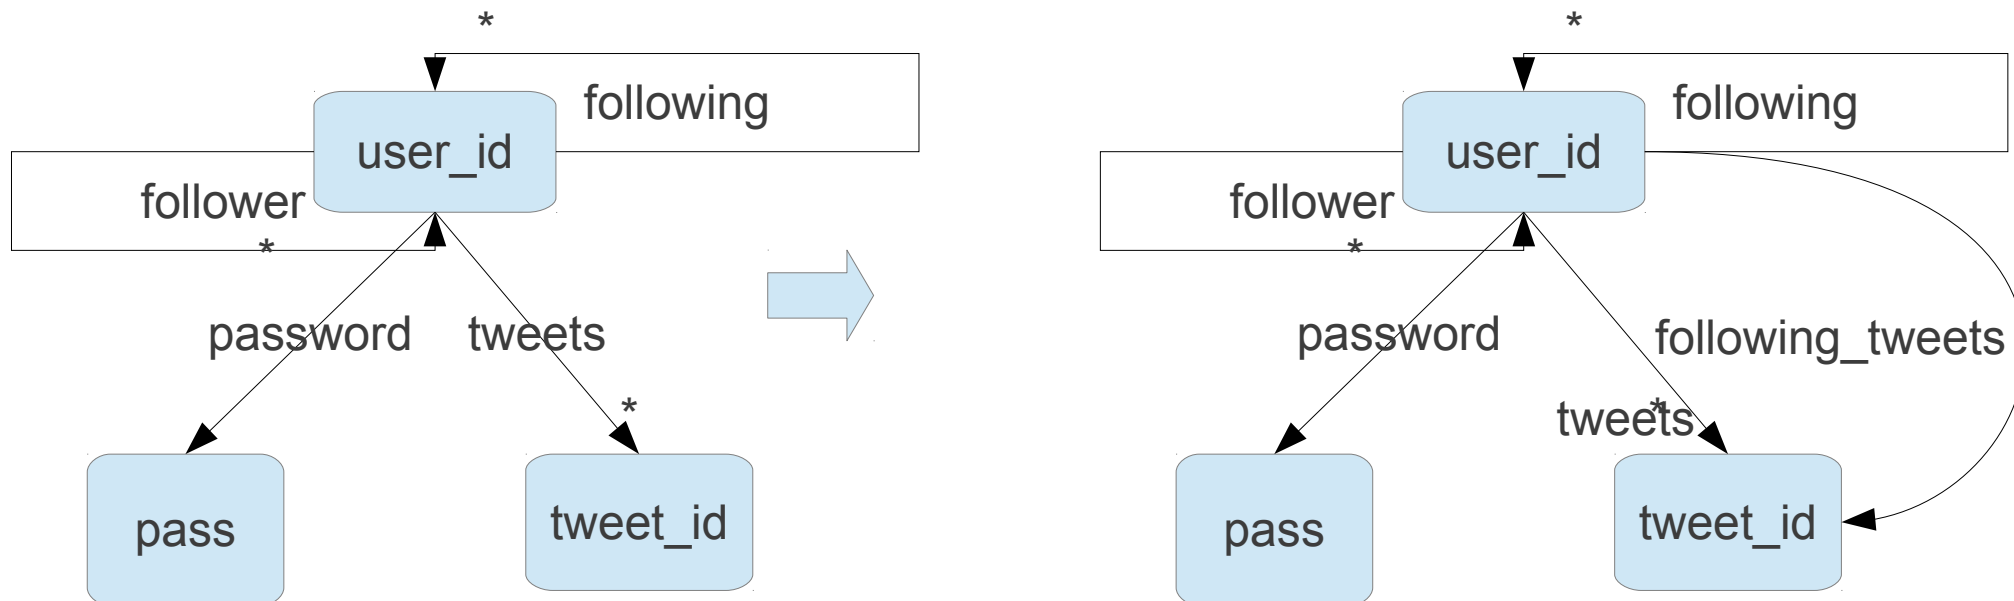 *
following
user_id
follower
*
password
tweets
*
pass
tweet_id
*
following
user_id
follower
*
password
following_tweets
tweets
*
pass
tweet_id